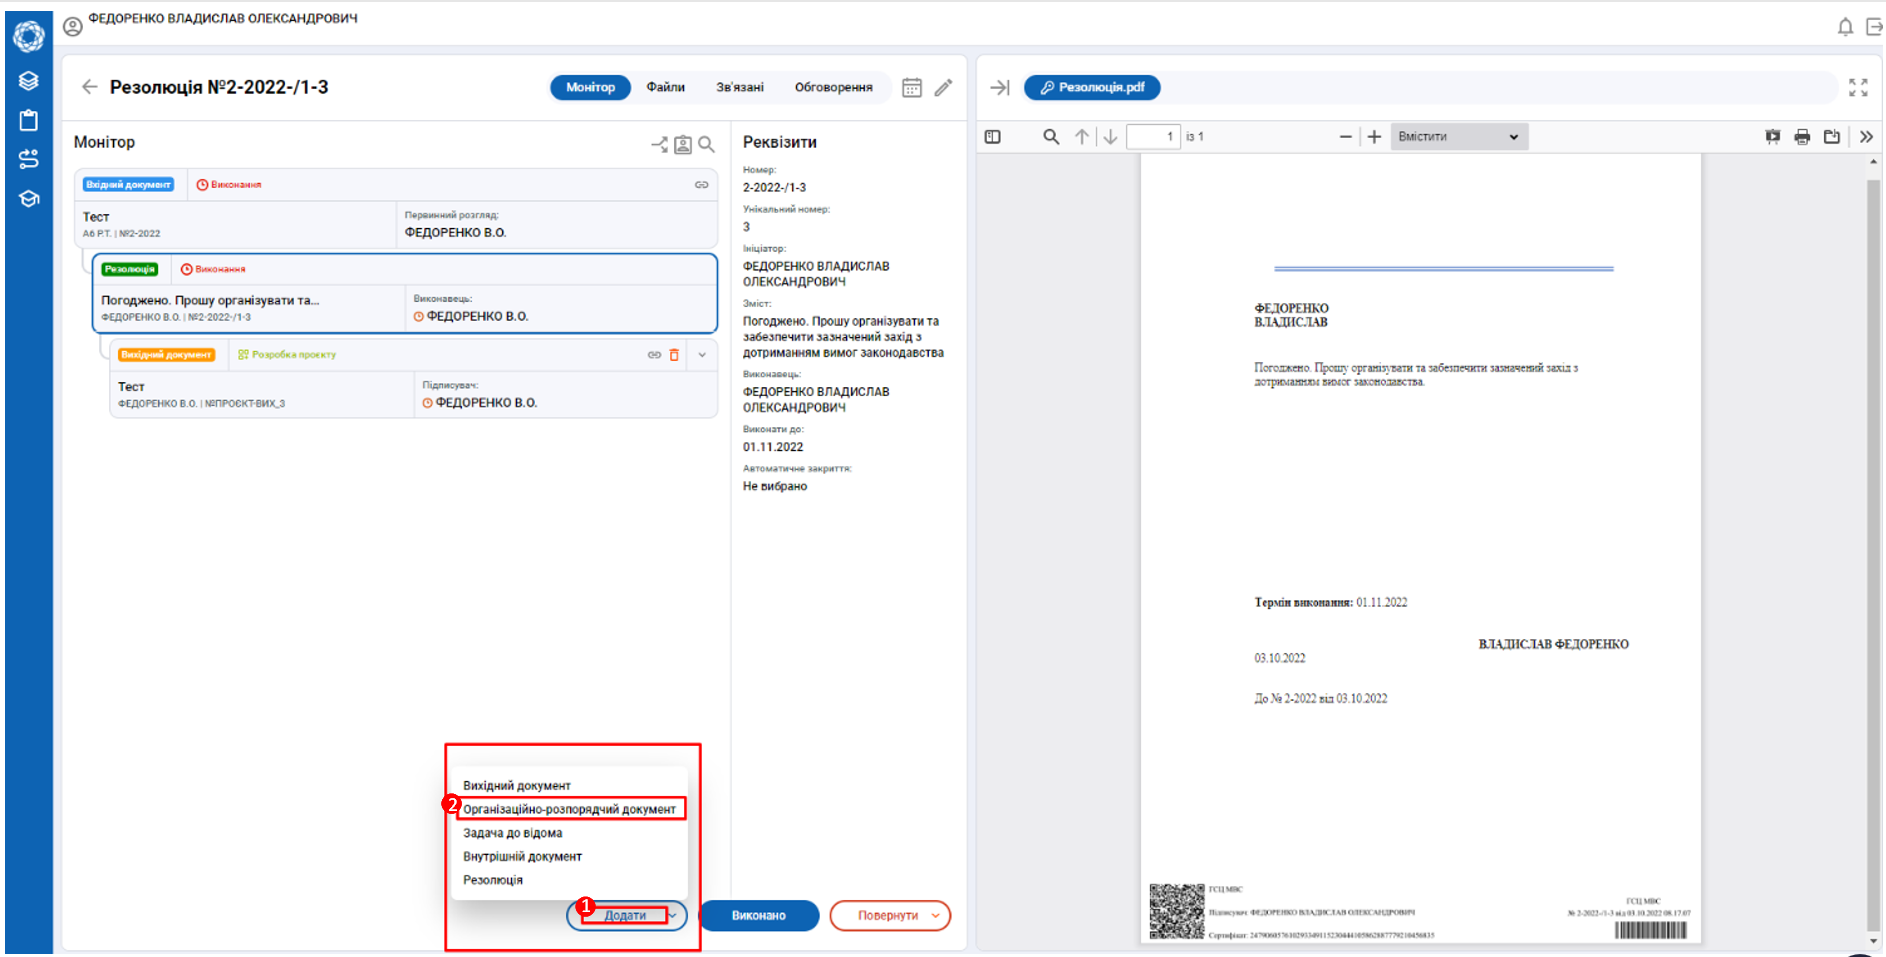 ФЕДОРЕНКО ВЛАДИСЛАВ ОЛЕКСАНДРОВИЧ
Резолюція №2-2022-/1-3
Монітор
Файли
Зв'язані
Обговорення
Монітор
Вхідний документ
Виконання
Тест
Аб Р.Т. | №2-2022
Первинний розгляд:
ФЕДОРЕНКО В.О.
Резолюція
Виконання
Погоджено. Прошу організувати та...
ФЕДОРЕНКО В.О. | №2-2022-/1-3
Виконавець:
ФЕДОРЕНКО В.О.
Вихідний документ
Розробка проєкту
Тест
ФЕДОРЕНКО В.О. | №ПРОЄКТ-ВИХ_3
Підписувач:
ФЕДОРЕНКО В.О.
2
Вихідний документ
Організаційно-розпорядчий документ
Задача до відома
Внутрішній документ
Резолюція
1
Додати
Виконано
Повернути
Реквізити
Номер:
2-2022-/1-3
Унікальний номер:
3
Ініціатор:
ФЕДОРЕНКО ВЛАДИСЛАВ
ОЛЕКСАНДРОВИЧ
Зміст:
Погоджено. Прошу організувати та
забезпечити зазначений захід з
дотриманням вимог законодавства
Виконавець:
ФЕДОРЕНКО ВЛАДИСЛАВ
ОЛЕКСАНДРОВИЧ
Виконати до:
01.11.2022
Автоматичне закриття:
Не вибрано
Резолюція.pdf
1 із 1
Вмістити
ФЕДОРЕНКО
ВЛАДИСЛАВ
Погоджено. Прошу організувати та забезпечити зазначений захід з
дотриманням вимог законодавства.
Термін виконання: 01.11.2022
ВЛАДИСЛАВ ФЕДОРЕНКО
03.10.2022
До № 2-2022 від 03.10.2022
ГСЦ МВС
Підписувач: ФЕДОРЕНКО ВЛАДИСЛАВ ОЛЕКСАНДРОВИЧ
Сертифікат:
ГСЦ МВС
№ 2-2022-/1-3 від 03.10.2022 08.17.07